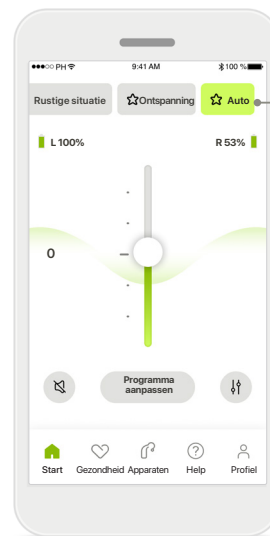 PH 9:41 AM 100 %
Rustige situatie Ontspanning Auto
L 100% R 53%
0
Programma
aanpassen
Start Gezondheid Apparaten Help Profiel